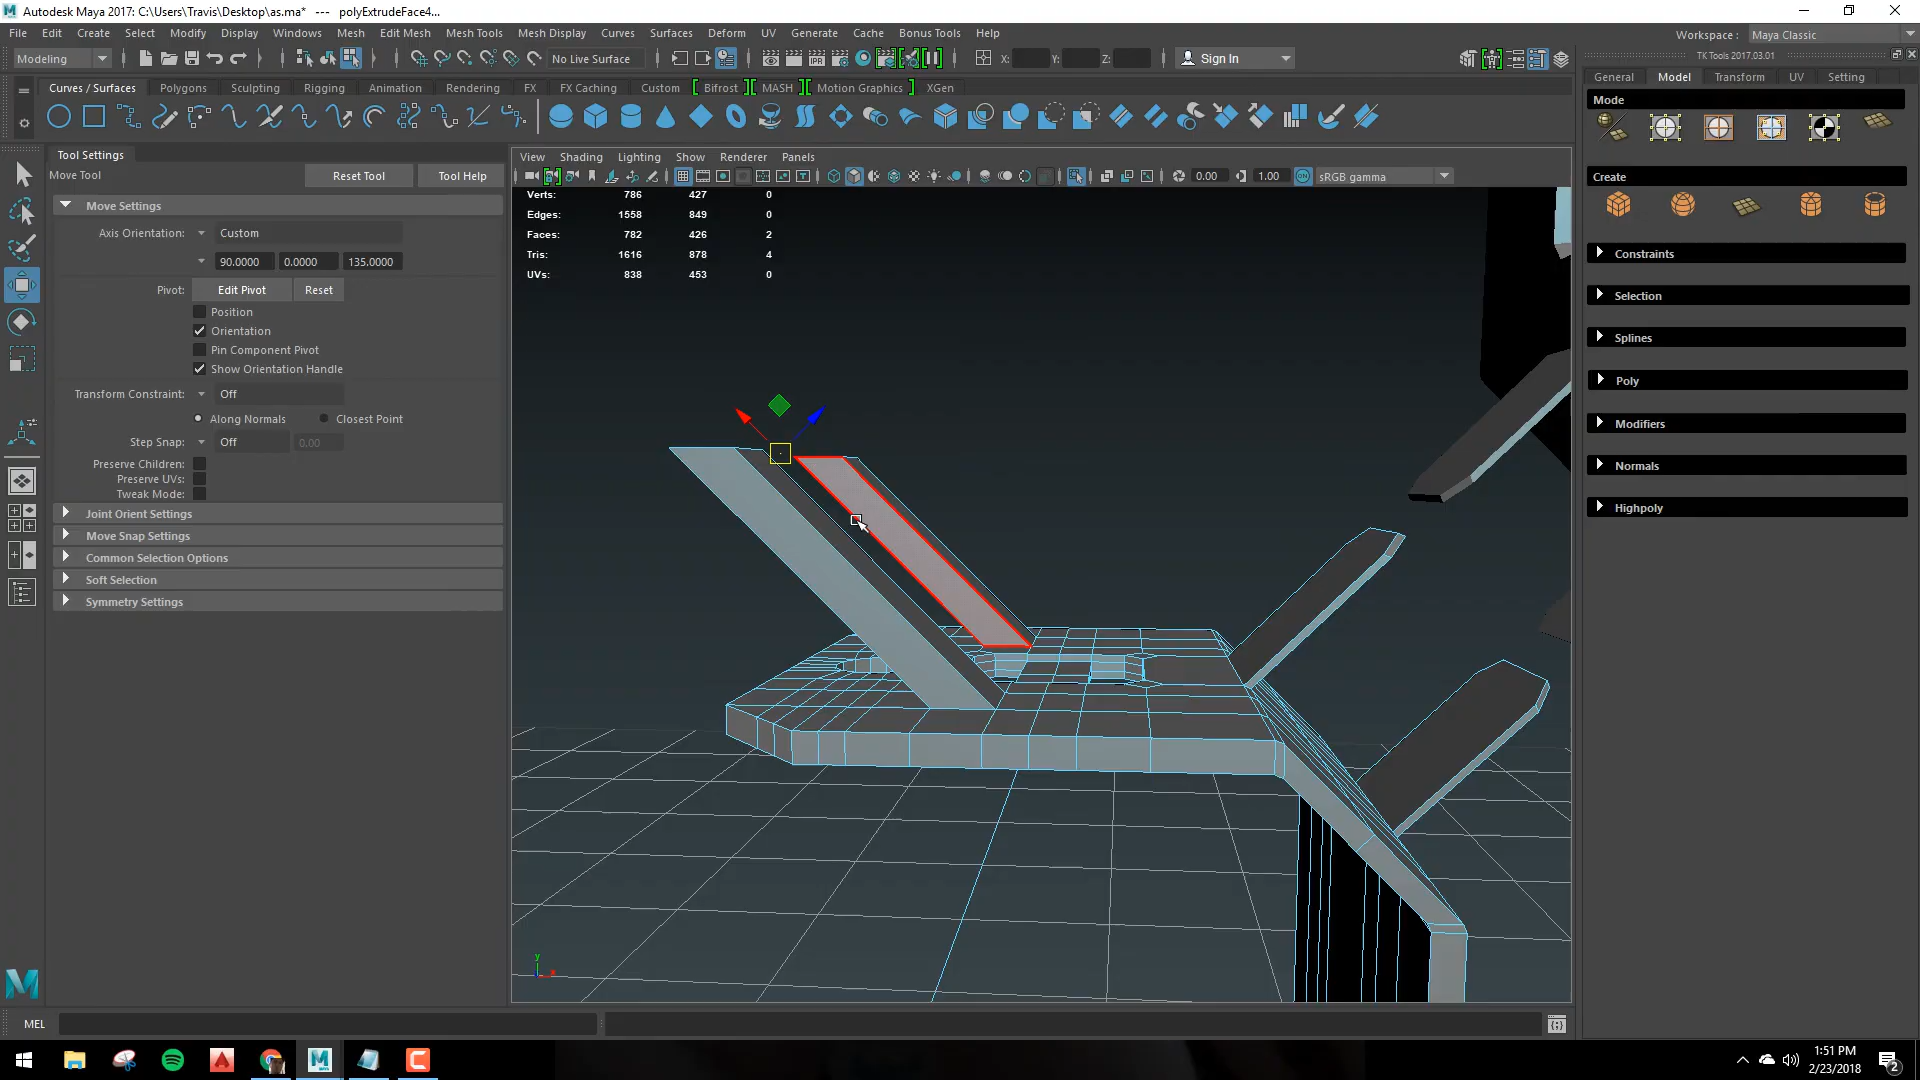 Autodesk Maya 2017: C:\Users\Travis\Desktop\as.ma* --- polyExtrudeFace4...
File Edit Create Select Modify Display Windows Mesh Edit Mesh Mesh Tools Mesh Display Curves Surfaces Deform UV Generate Cache Bonus Tools Help
Workspace : Maya Classic
Modeling No Live Surface X: Y: Z: Sign In
TK Tools 2017.03.01
General Model Transform UV Setting
Curves / Surfaces Polygons Sculpting Rigging Animation Rendering FX FX Caching Custom Bifrost MASH Motion Graphics XGen
Mode
Create
Constraints
Selection
Splines
Poly
Modifiers
Normals
Highpoly
Tool Settings
Move Tool Reset Tool Tool Help
Move Settings
Axis Orientation: Custom
90.0000 0.0000 135.0000
Pivot: Edit Pivot Reset
Position
Orientation
Pin Component Pivot
Show Orientation Handle
Transform Constraint: Off
Along Normals Closest Point
Step Snap: Off 0.00
Preserve Children:
Preserve UVs:
Tweak Mode:
Joint Orient Settings
Move Snap Settings
Common Selection Options
Soft Selection
Symmetry Settings
View Shading Lighting Show Renderer Panels
0.00 1.00 ON sRGB gamma
Verts: 786 427 0
Edges: 1558 849 0
Faces: 782 426 2
Tris: 1616 878 4
UVs: 838 453 0
y
x
MEL
1:51 PM
2/23/2018
2